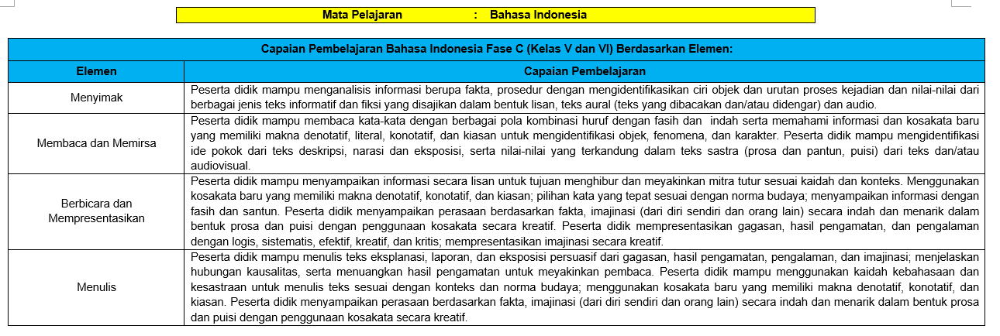 Mata Pelajaran : Bahasa Indonesia
Capaian Pembelajaran Bahasa Indonesia Fase C (Kelas V dan VI) Berdasarkan Elemen:
Elemen Capaian Pembelajaran
Menyimak
Peserta didik mampu menganalisis informasi berupa fakta, prosedur dengan mengidentifikasikan ciri objek dan urutan proses kejadian dan nilai-nilai dari
berbagai jenis teks informatif dan fiksi yang disajikan dalam bentuk lisan, teks aural (teks yang dibacakan dan/atau didengar) dan audio.
Membaca dan Memirsa
Peserta didik mampu membaca kata-kata dengan berbagai pola kombinasi huruf dengan fasih dan indah serta memahami informasi dan kosakata baru
yang memiliki makna denotatif, literal, konotatif, dan kiasan untuk mengidentifikasi objek, fenomena, dan karakter. Peserta didik mampu mengidentifikasi
ide pokok dari teks deskripsi, narasi dan eksposisi, serta nilai-nilai yang terkandung dalam teks sastra (prosa dan pantun, puisi) dari teks dan/atau
audiovisual.
Berbicara dan
Mempresentasikan
Peserta didik mampu menyampaikan informasi secara lisan untuk tujuan menghibur dan meyakinkan mitra tutur sesuai kaidah dan konteks. Menggunakan
kosakata baru yang memiliki makna denotatif, konotatif, dan kiasan; pilihan kata yang tepat sesuai dengan norma budaya; menyampaikan informasi dengan
fasih dan santun. Peserta didik menyampaikan perasaan berdasarkan fakta, imajinasi (dari diri sendiri dan orang lain) secara indah dan menarik dalam
bentuk prosa dan puisi dengan penggunaan kosakata secara kreatif. Peserta didik mempresentasikan gagasan, hasil pengamatan, dan pengalaman
dengan logis, sistematis, efektif, kreatif, dan kritis; mempresentasikan imajinasi secara kreatif.
Menulis
Peserta didik mampu menulis teks eksplanasi, laporan, dan eksposisi persuasif dari gagasan, hasil pengamatan, pengalaman, dan imajinasi; menjelaskan
hubungan kausalitas, serta menuangkan hasil pengamatan untuk meyakinkan pembaca. Peserta didik mampu menggunakan kaidah kebahasaan dan
kesastraan untuk menulis teks sesuai dengan konteks dan norma budaya; menggunakan kosakata baru yang memiliki makna denotatif, konotatif, dan
kiasan. Peserta didik menyampaikan perasaan berdasarkan fakta, imajinasi (dari diri sendiri dan orang lain) secara indah dan menarik dalam bentuk prosa
dan puisi dengan penggunaan kosakata secara kreatif.